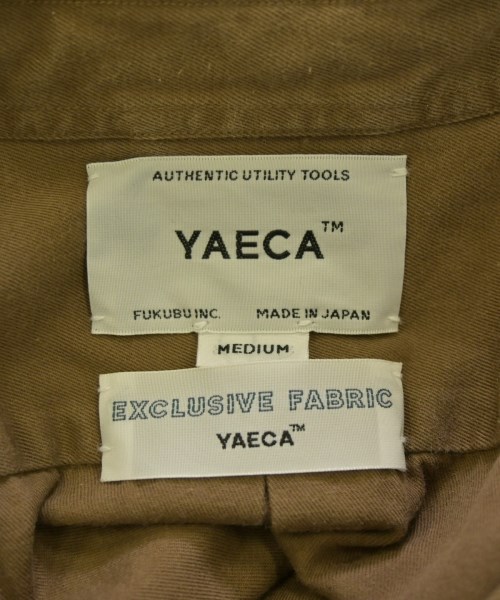 AUTHENTIC UTILITY TOOLS
YAECA™
FUKUBU INC. MADE IN JAPAN
MEDIUM
EXCLUSIVE FABRIC
YAECA™